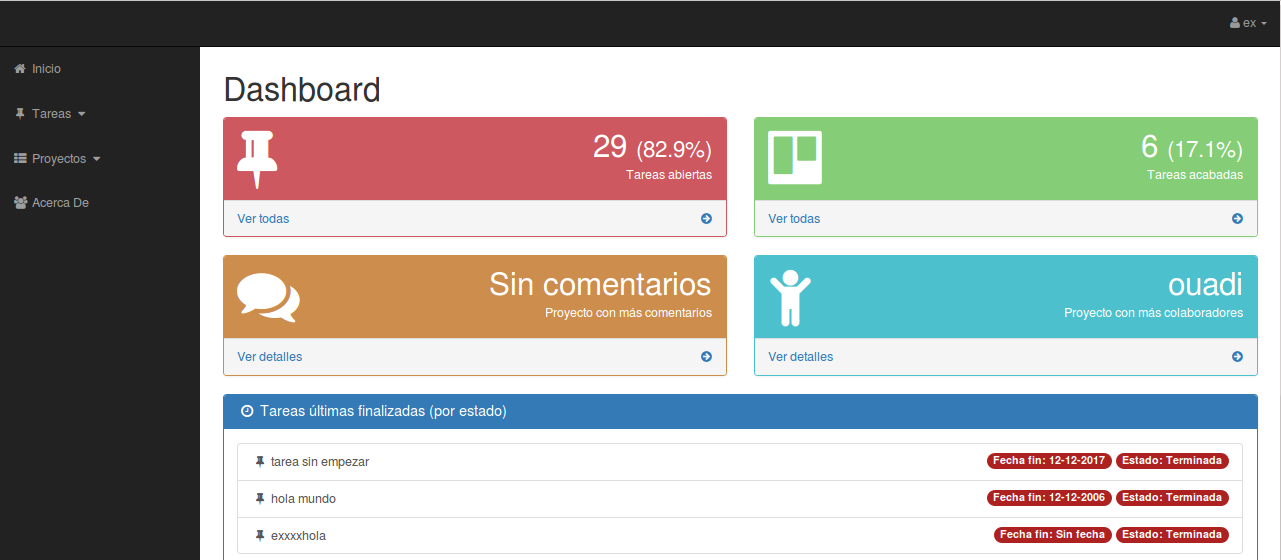 ex
Inicio
Tareas
Proyectos
Acerca De
Dashboard
29 (82.9%)
Tareas abiertas
Ver todas
6 (17.1%)
Tareas acabadas
Ver todas
Sin comentarios
Proyecto con más comentarios
Ver detalles
ouadi
Proyecto con más colaboradores
Ver detalles
Tareas últimas finalizadas (por estado)
tarea sin empezar Fecha fin: 12-12-2017 Estado: Terminada
hola mundo Fecha fin: 12-12-2006 Estado: Terminada
exxxxhola Fecha fin: Sin fecha Estado: Terminada